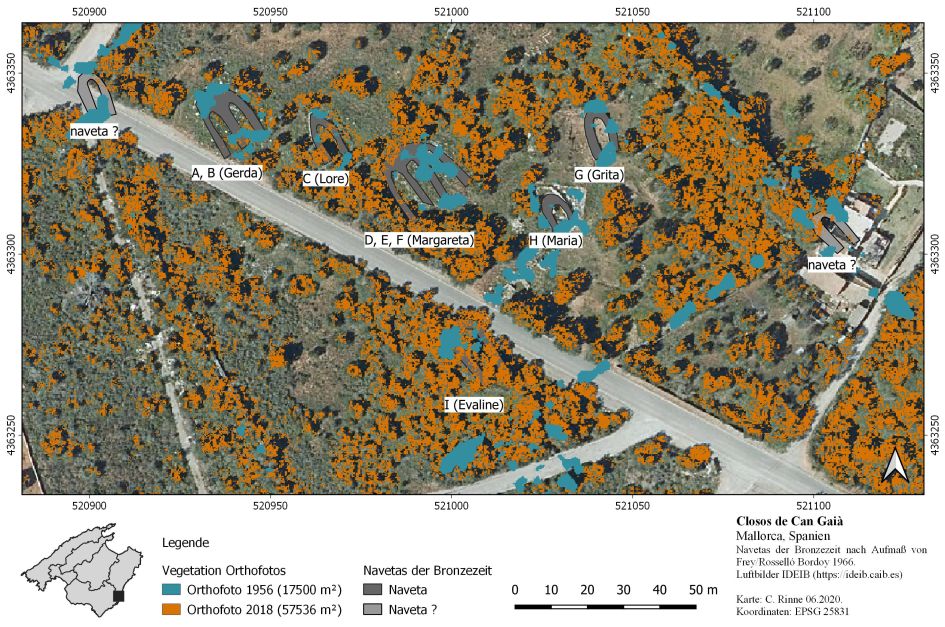 520900 520950 521000 521050 521100
4363350 4363350
naveta ?
A, B (Gerda)
C (Lore)
G (Grita)
D, E, F (Margareta)
H (Maria)
4363300 4363300
naveta ?
I (Evaline)
4363250 4363250
520900 520950 521000 521050 521100
Legende
Vegetation Orthofotos
Orthofoto 1956 (17500 m²)
Orthofoto 2018 (57536 m²)
Navetas der Bronzezeit
Naveta
Naveta ?
0 10 20 30 40 50 m
Closos de Can Gaià
Mallorca, Spanien
Navetas der Bronzezeit nach Aufmaß von
Frey/Rosselló Bordoy 1966.
Luftbilder IDEIB (https://ideib.caib.es)
Karte: C. Rinne 06.2020.
Koordinaten: EPSG 25831